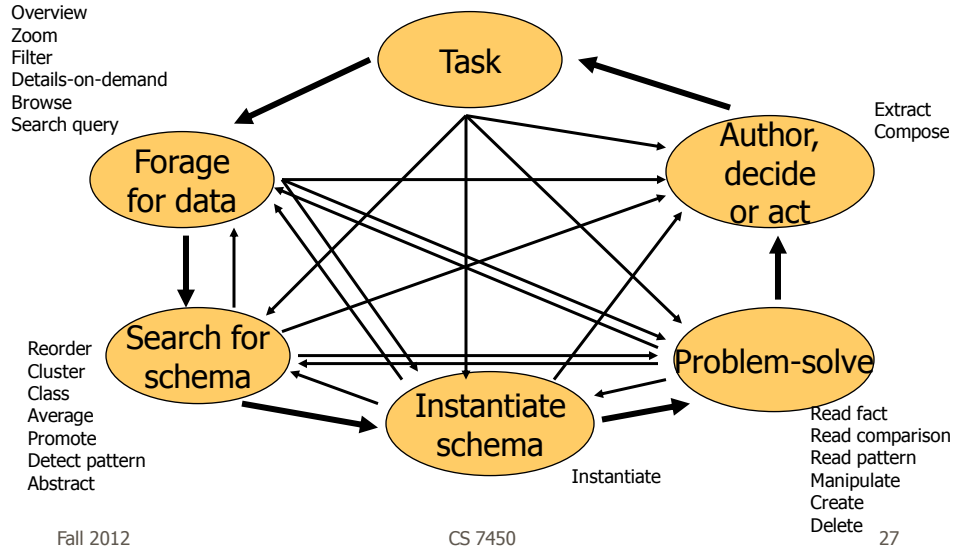 Overview
Zoom
Filter
Details-on-demand
Browse
Search query
Task
Author,
decide
or act
Extract
Compose
Forage
for data
Search for
schema
Reorder
Cluster
Class
Average
Promote
Detect pattern
Abstract
Instantiate
schema
Instantiate
Problem-solve
Read fact
Read comparison
Read pattern
Manipulate
Create
Delete
Fall 2012
CS 7450
27